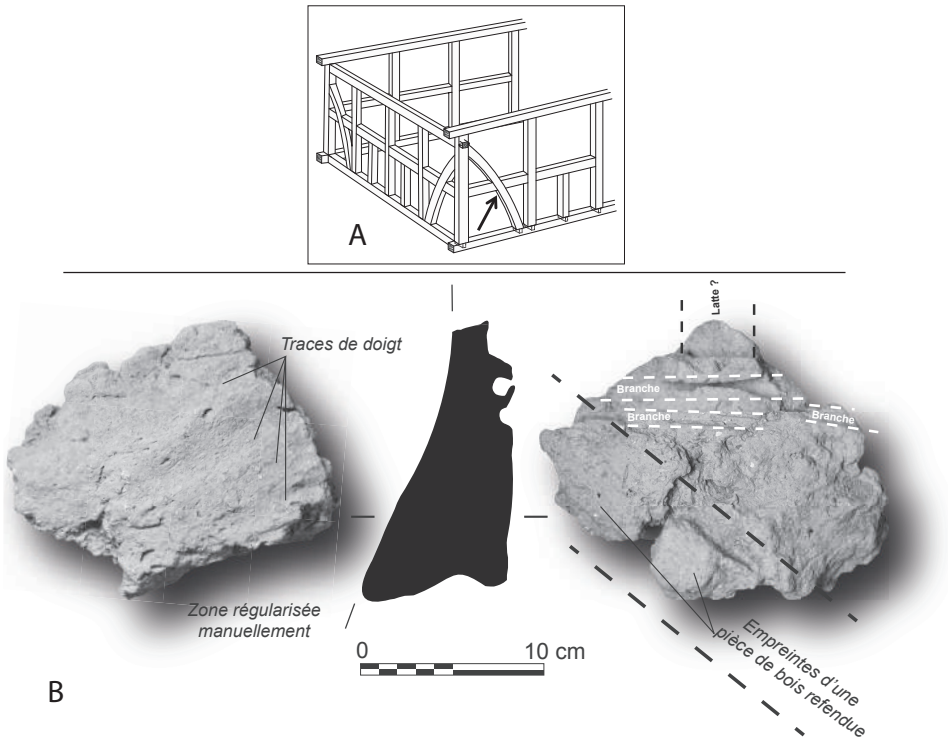 A
Latte ?
Traces de doigt
Branche
Branche
Branche
Zone régularisée
manuellement
0 10 cm
Empreintes d'une
pièce de bois refendue
B